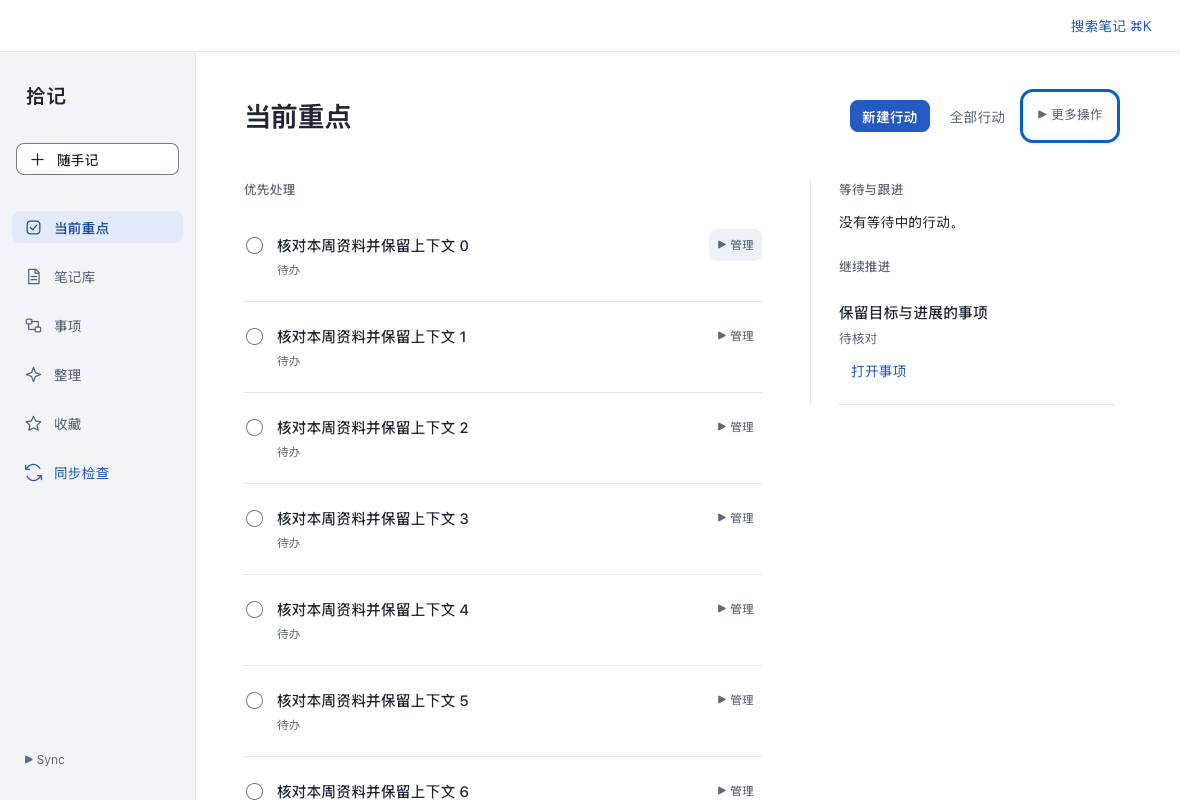 搜索笔记 ⌘K
拾记
随手记
当前重点
笔记库
事项
整理
收藏
同步检查
Sync
当前重点
新建行动
全部行动
更多操作
优先处理
核对本周资料并保留上下文 0
管理
待办
核对本周资料并保留上下文 1
管理
待办
核对本周资料并保留上下文 2
管理
待办
核对本周资料并保留上下文 3
管理
待办
核对本周资料并保留上下文 4
管理
待办
核对本周资料并保留上下文 5
管理
待办
核对本周资料并保留上下文 6
管理
等待与跟进
没有等待中的行动。
继续推进
保留目标与进展的事项
待核对
打开事项